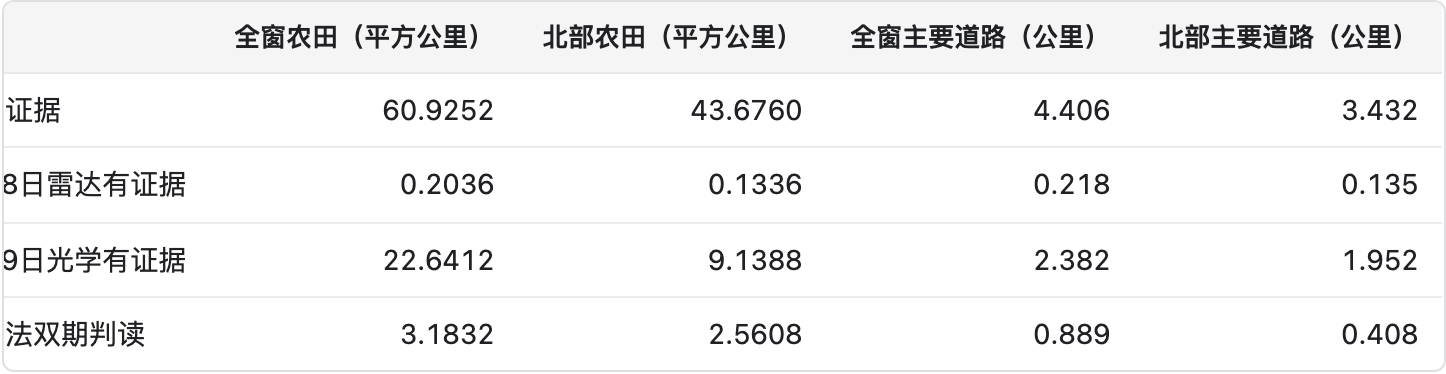 全窗农田（平方公里） 北部农田（平方公里） 全窗主要道路（公里） 北部主要道路（公里）
证据 60.9252 43.6760 4.406 3.432
8日雷达有证据 0.2036 0.1336 0.218 0.135
9日光学有证据 22.6412 9.1388 2.382 1.952
法双期判读 3.1832 2.5608 0.889 0.408